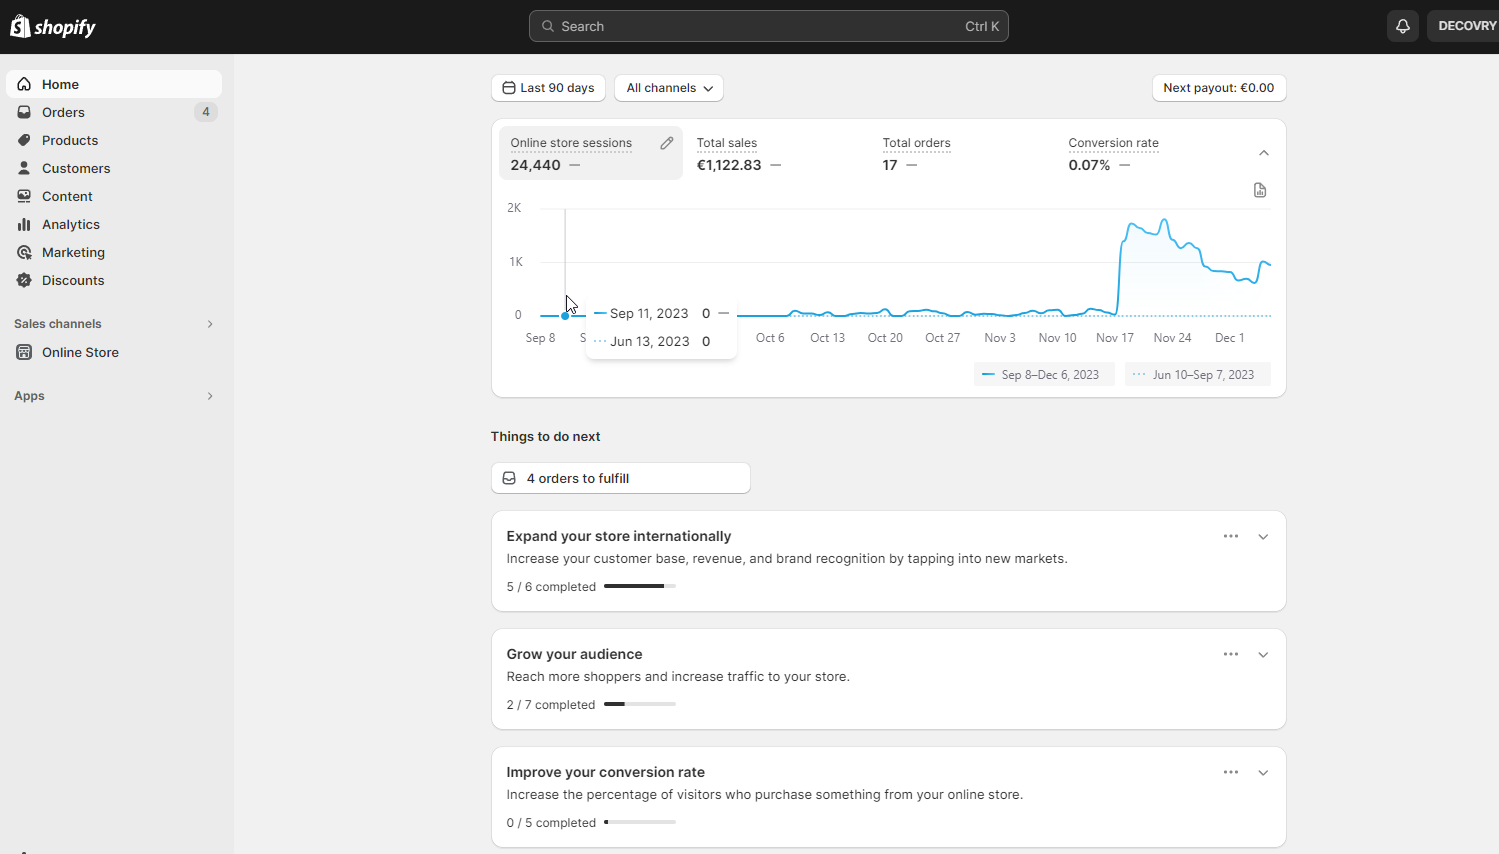 shopify
Search Ctrl K
DECOVRY
Home
Orders 4
Products
Customers
Content
Analytics
Marketing
Discounts
Sales channels
Online Store
Apps
Last 90 days All channels Next payout: €0.00
Online store sessions Total sales Total orders Conversion rate
24,440 — €1,122.83 — 17 — 0.07% —
2K
1K
0
Sep 11, 2023 0 —
Jun 13, 2023 0
Sep 8 S Oct 6 Oct 13 Oct 20 Oct 27 Nov 3 Nov 10 Nov 17 Nov 24 Dec 1
Sep 8–Dec 6, 2023 Jun 10–Sep 7, 2023
Things to do next
4 orders to fulfill
Expand your store internationally
Increase your customer base, revenue, and brand recognition by tapping into new markets.
5 / 6 completed
Grow your audience
Reach more shoppers and increase traffic to your store.
2 / 7 completed
Improve your conversion rate
Increase the percentage of visitors who purchase something from your online store.
0 / 5 completed